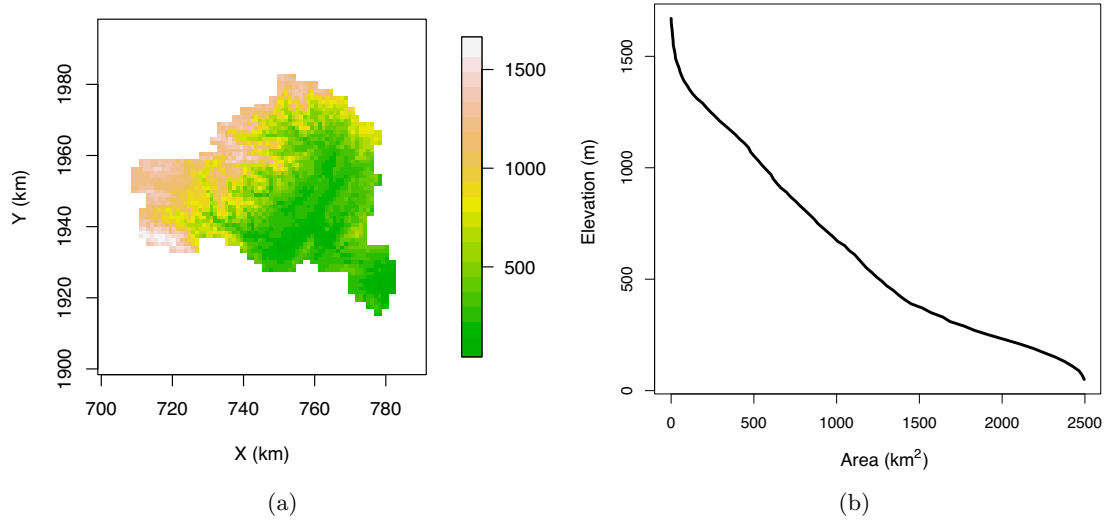 1900 1920 1940 1960 1980
Y (km)
700 720 740 760 780
X (km)
1500
1000
500
(a)
0 500 1000 1500
Elevation (m)
0 500 1000 1500 2000 2500
Area (km²)
(b)